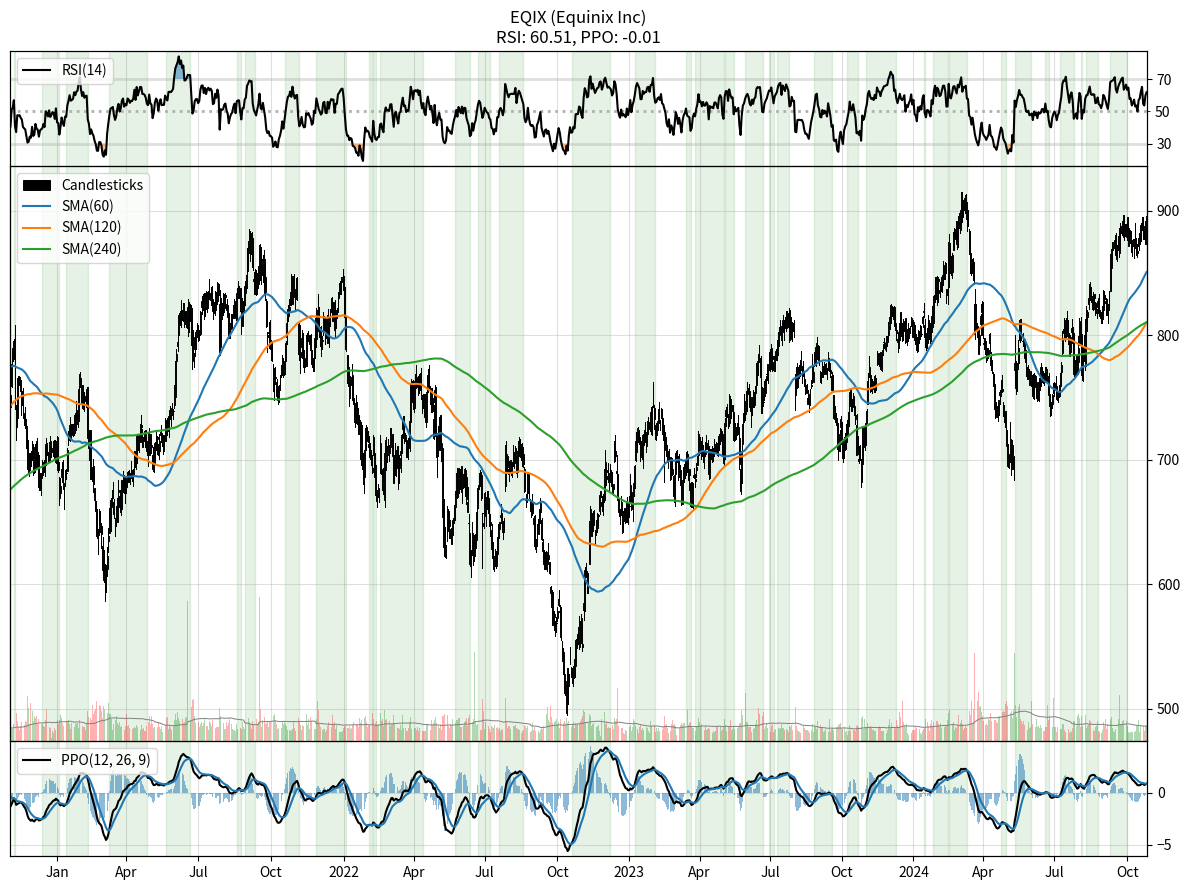 EQIX (Equinix Inc)
RSI: 60.51, PPO: -0.01
RSI(14)
70
50
30
Candlesticks
SMA(60)
SMA(120)
SMA(240)
900
800
700
600
500
PPO(12, 26, 9)
0
−5
Jan Apr Jul Oct 2022 Apr Jul Oct 2023 Apr Jul Oct 2024 Apr Jul Oct